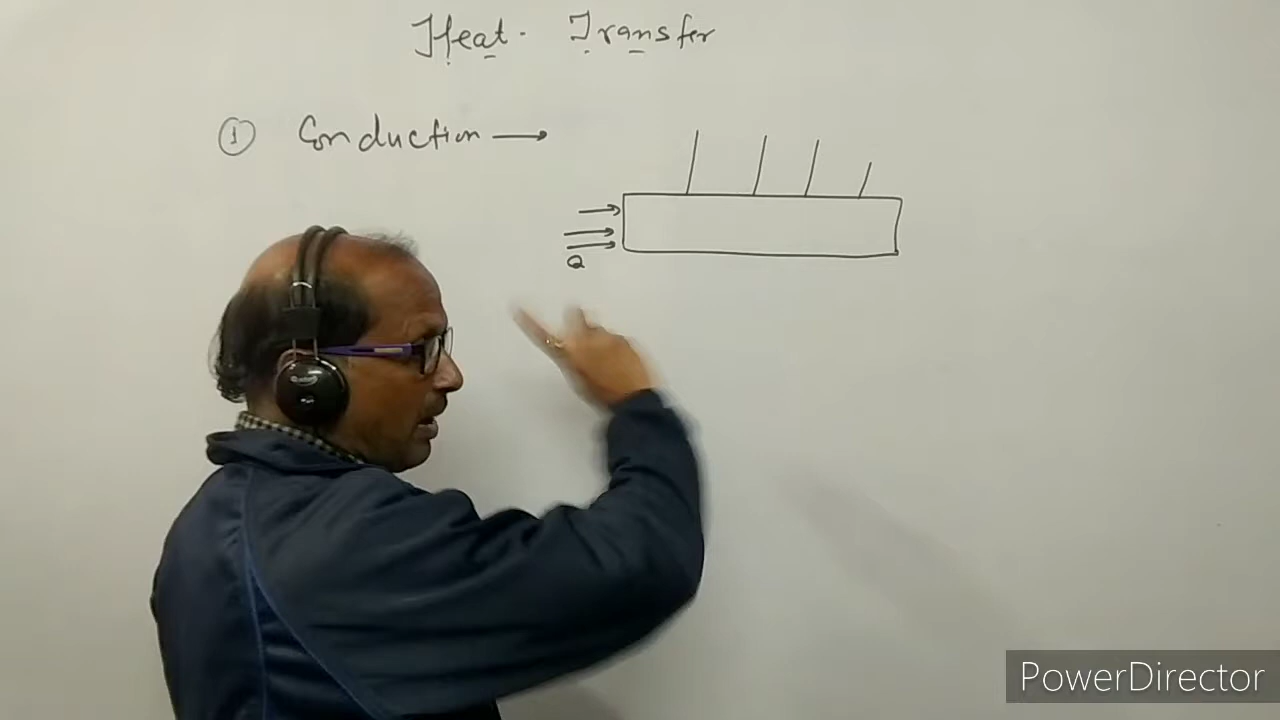 Heat. Transfer
① Conduction →
Q
PowerDirector